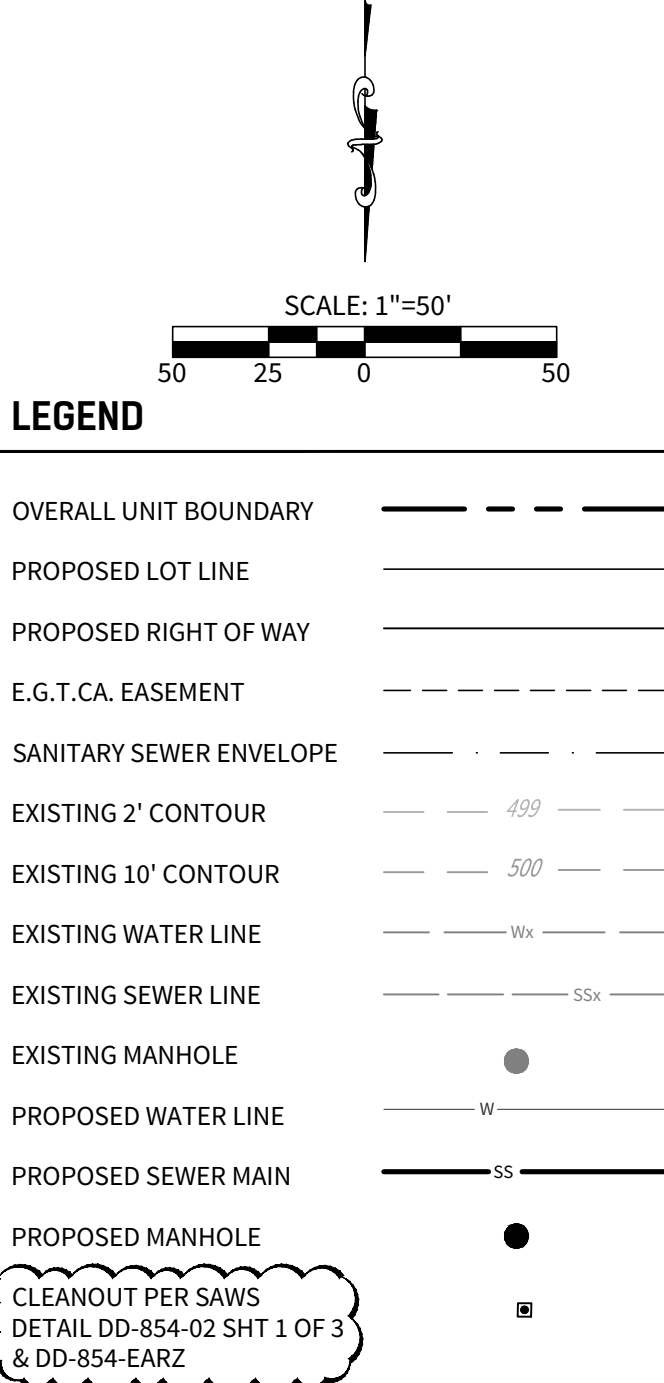 SCALE: 1"=50'
50 25 0 50
LEGEND
OVERALL UNIT BOUNDARY
PROPOSED LOT LINE
PROPOSED RIGHT OF WAY
E.G.T.CA. EASEMENT
SANITARY SEWER ENVELOPE
EXISTING 2' CONTOUR 499
EXISTING 10' CONTOUR 500
EXISTING WATER LINE Wx
EXISTING SEWER LINE SSx
EXISTING MANHOLE
PROPOSED WATER LINE W
PROPOSED SEWER MAIN SS
PROPOSED MANHOLE
CLEANOUT PER SAWS
DETAIL DD-854-02 SHT 1 OF 3
& DD-854-EARZ